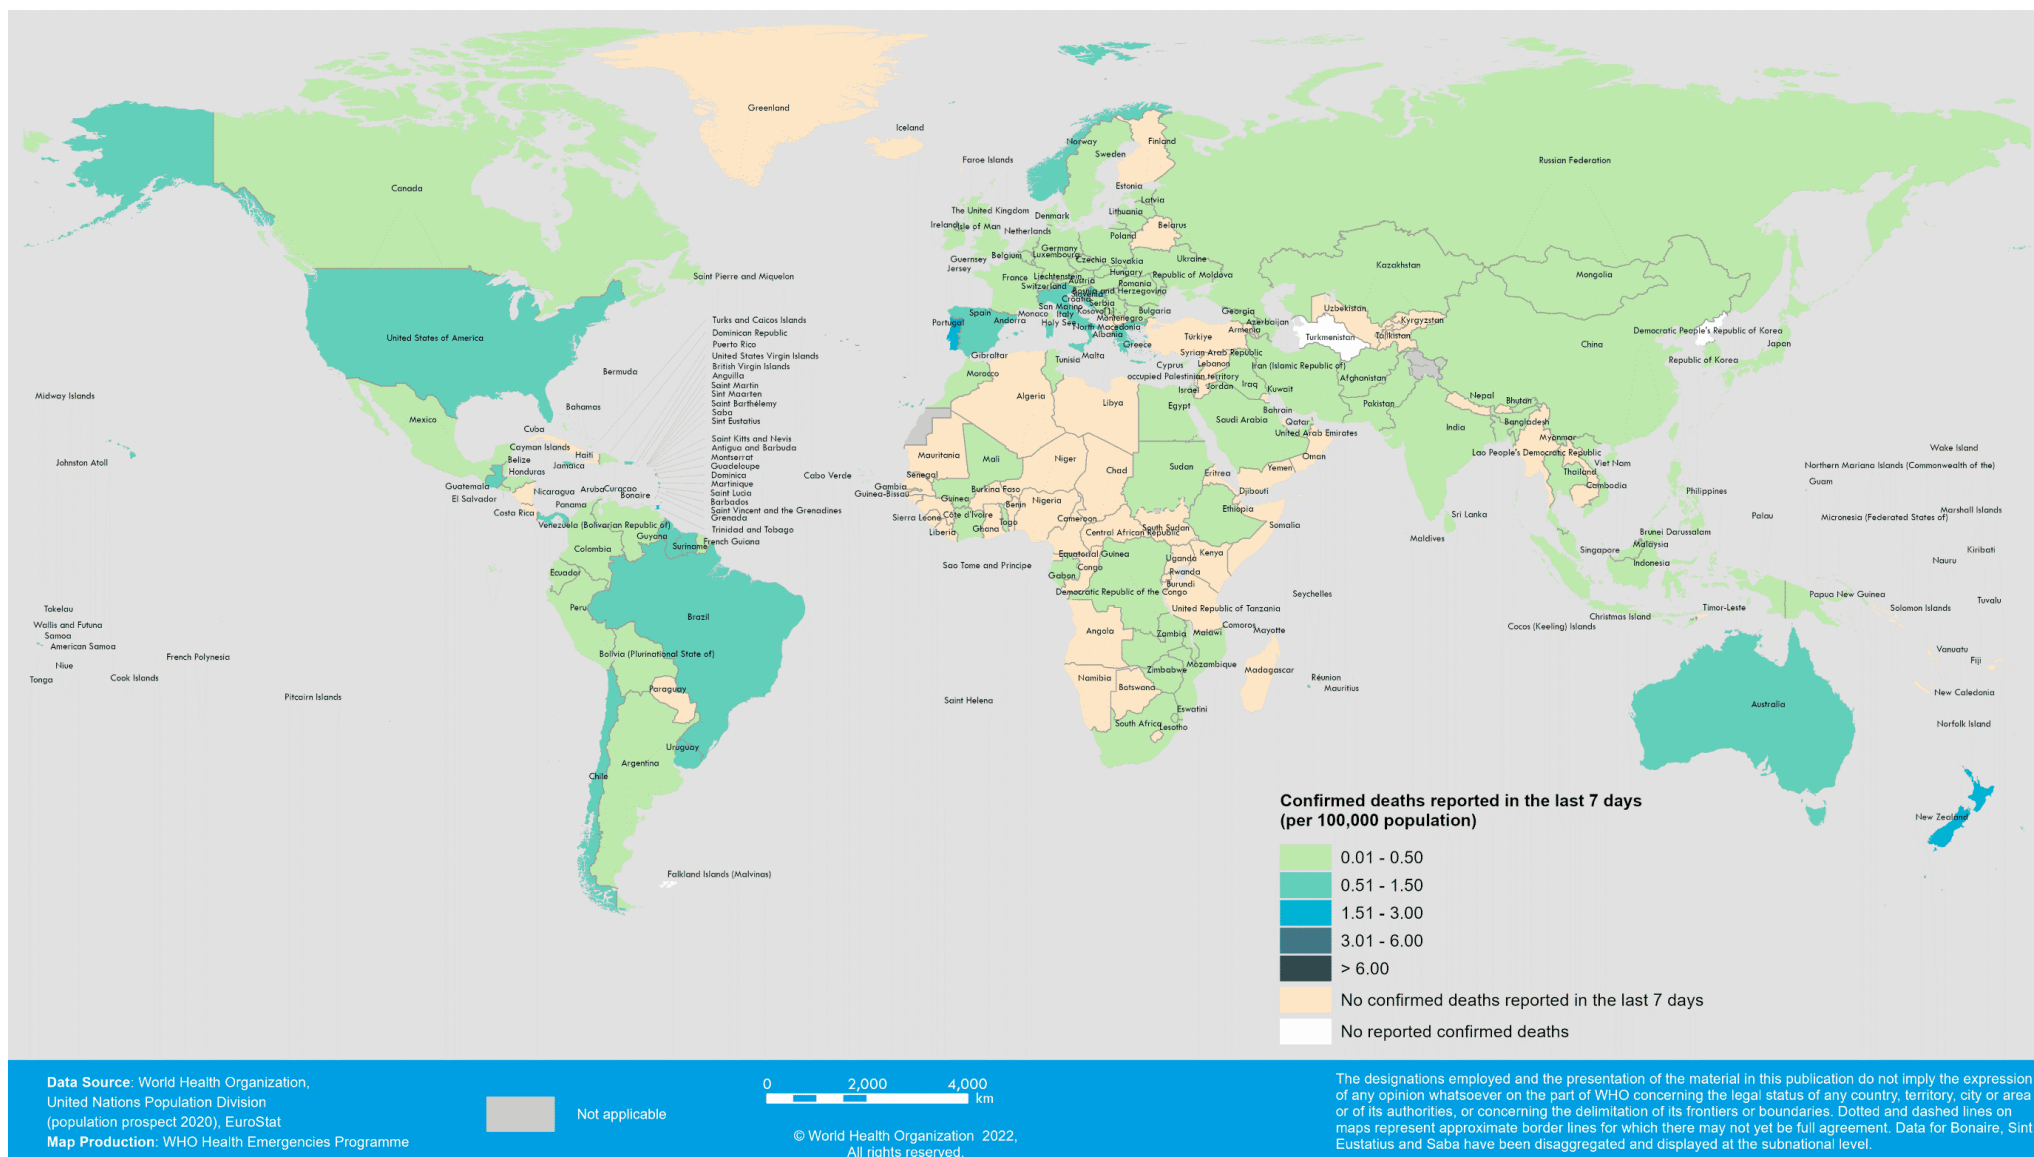 Greenland
Iceland
Faroe Islands
Norway
Sweden
Finland
Russian Federation
Canada
Estonia
Latvia
Lithuania
The United Kingdom
Denmark
Ireland
Isle of Man
Netherlands
Belarus
Poland
Germany
Guernsey
Jersey
Belgium
Luxembourg
Czechia
Slovakia
Ukraine
France
Liechtenstein
Hungary
Republic of Moldova
Switzerland
Austria
Romania
Slovenia
Bosnia and Herzegovina
Croatia
Serbia
San Marino
Monaco
Italy
Kosovo[1]
Bulgaria
Montenegro
Spain
Andorra
Portugal
Holy See
North Macedonia
Albania
Greece
Gibraltar
Tunisia
Malta
Georgia
Azerbaijan
Armenia
Türkiye
Kazakhstan
Mongolia
Uzbekistan
Kyrgyzstan
Turkmenistan
Tajikistan
Democratic People's Republic of Korea
Republic of Korea
Japan
China
Syrian Arab Republic
Lebanon
Cyprus
occupied Palestinian territory
Israel
Jordan
Iraq
Iran (Islamic Republic of)
Kuwait
Afghanistan
Pakistan
Nepal
Bhutan
Bangladesh
India
Myanmar
Lao People's Democratic Republic
Viet Nam
Thailand
Cambodia
Morocco
Algeria
Libya
Egypt
Saudi Arabia
Bahrain
Qatar
United Arab Emirates
Oman
Yemen
Saint Pierre and Miquelon
United States of America
Bermuda
Bahamas
Mexico
Cuba
Cayman Islands
Haiti
Belize
Jamaica
Honduras
Guatemala
El Salvador
Nicaragua
Aruba
Curacao
Bonaire
Costa Rica
Panama
Turks and Caicos Islands
Dominican Republic
Puerto Rico
United States Virgin Islands
British Virgin Islands
Anguilla
Saint Martin
Sint Maarten
Saint Barthélemy
Saba
Sint Eustatius
Saint Kitts and Nevis
Antigua and Barbuda
Montserrat
Guadeloupe
Dominica
Martinique
Saint Lucia
Barbados
Saint Vincent and the Grenadines
Grenada
Trinidad and Tobago
Venezuela (Bolivarian Republic of)
Guyana
Suriname
French Guiana
Colombia
Ecuador
Peru
Brazil
Bolivia (Plurinational State of)
Paraguay
Uruguay
Argentina
Chile
Falkland Islands (Malvinas)
Midway Islands
Johnston Atoll
Tokelau
Wallis and Futuna
Samoa
American Samoa
Niue
Tonga
Cook Islands
French Polynesia
Pitcairn Islands
Cabo Verde
Mauritania
Mali
Niger
Chad
Sudan
Eritrea
Djibouti
Senegal
Gambia
Guinea-Bissau
Guinea
Burkina Faso
Benin
Nigeria
Sierra Leone
Côte d'Ivoire
Liberia
Ghana
Togo
Cameroon
Central African Republic
South Sudan
Ethiopia
Somalia
Equatorial Guinea
Sao Tome and Principe
Gabon
Congo
Uganda
Kenya
Rwanda
Burundi
Democratic Republic of the Congo
United Republic of Tanzania
Seychelles
Angola
Zambia
Malawi
Comoros
Mayotte
Mozambique
Zimbabwe
Madagascar
Namibia
Botswana
Réunion
Mauritius
Saint Helena
Eswatini
South Africa
Lesotho
Sri Lanka
Maldives
Philippines
Brunei Darussalam
Malaysia
Singapore
Indonesia
Palau
Guam
Northern Mariana Islands (Commonwealth of the)
Wake Island
Micronesia (Federated States of)
Marshall Islands
Kiribati
Nauru
Papua New Guinea
Solomon Islands
Tuvalu
Timor-Leste
Christmas Island
Cocos (Keeling) Islands
Vanuatu
Fiji
New Caledonia
Norfolk Island
Australia
New Zealand
Confirmed deaths reported in the last 7 days
(per 100,000 population)
0.01 - 0.50
0.51 - 1.50
1.51 - 3.00
3.01 - 6.00
> 6.00
No confirmed deaths reported in the last 7 days
No reported confirmed deaths
Data Source: World Health Organization,
United Nations Population Division
(population prospect 2020), EuroStat
Map Production: WHO Health Emergencies Programme
Not applicable
0 2,000 4,000
km
© World Health Organization 2022,
All rights reserved.
The designations employed and the presentation of the material in this publication do not imply the expression
of any opinion whatsoever on the part of WHO concerning the legal status of any country, territory, city or area
or of its authorities, or concerning the delimitation of its frontiers or boundaries. Dotted and dashed lines on
maps represent approximate border lines for which there may not yet be full agreement. Data for Bonaire, Sint
Eustatius and Saba have been disaggregated and displayed at the subnational level.